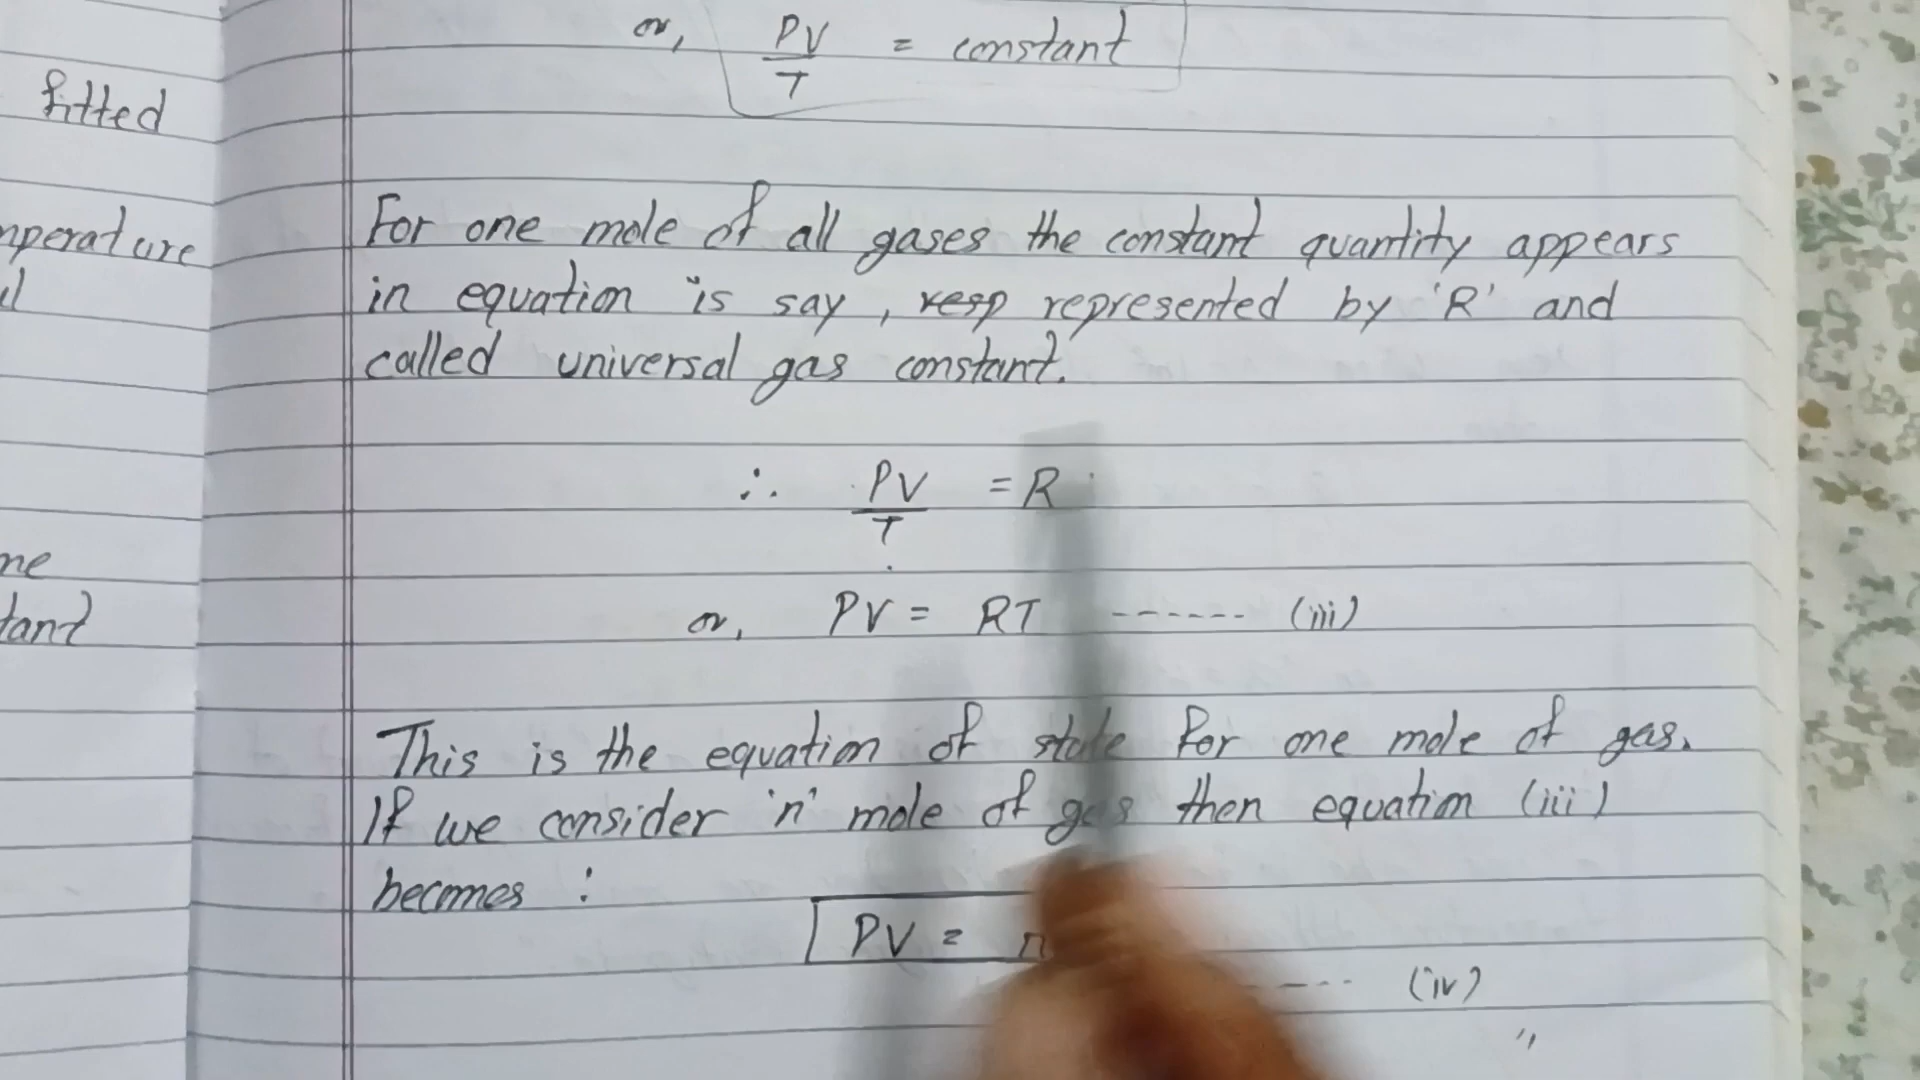 fitted
nperature
ne
tant
or, PV/T = constant
For one mole of all gases the constant quantity appears
in equation is say, resp represented by 'R' and
called universal gas constant.
∴ PV/T = R
or, PV = RT ------ (iii)
This is the equation of state for one mole of gas.
If we consider 'n' mole of gas then equation (iii)
becomes :
PV = n
---- (iv)